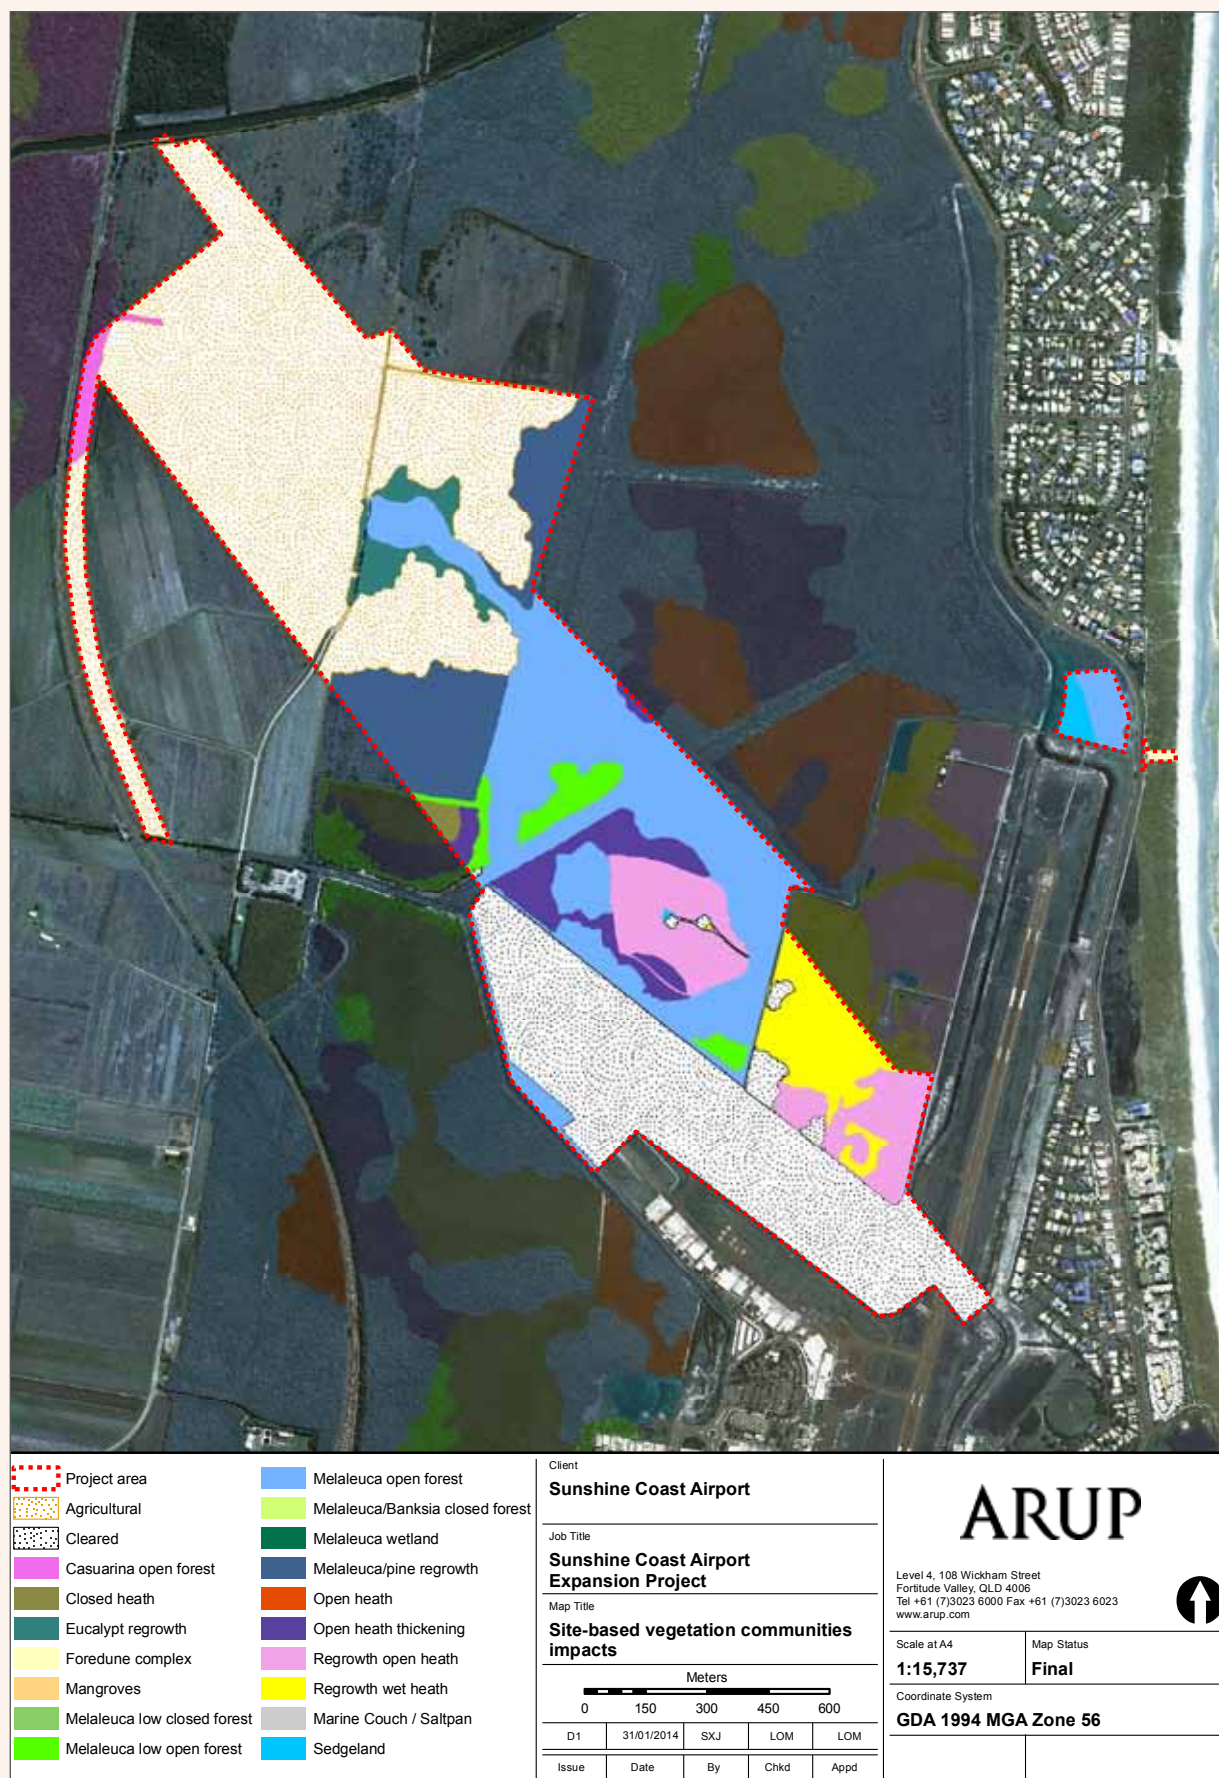 Project area
Agricultural
Cleared
Casuarina open forest
Closed heath
Eucalypt regrowth
Foredune complex
Mangroves
Melaleuca low closed forest
Melaleuca low open forest
Melaleuca open forest
Melaleuca/Banksia closed forest
Melaleuca wetland
Melaleuca/pine regrowth
Open heath
Open heath thickening
Regrowth open heath
Regrowth wet heath
Marine Couch / Saltpan
Sedgeland
Client
Sunshine Coast Airport
Job Title
Sunshine Coast Airport
Expansion Project
Map Title
Site-based vegetation communities
impacts
Meters
0 150 300 450 600
D1 31/01/2014 SXJ LOM LOM
Issue Date By Chkd Appd
ARUP
Level 4, 108 Wickham Street
Fortitude Valley, QLD 4006
Tel +61 (7)3023 6000 Fax +61 (7)3023 6023
www.arup.com
Scale at A4
1:15,737
Map Status
Final
Coordinate System
GDA 1994 MGA Zone 56